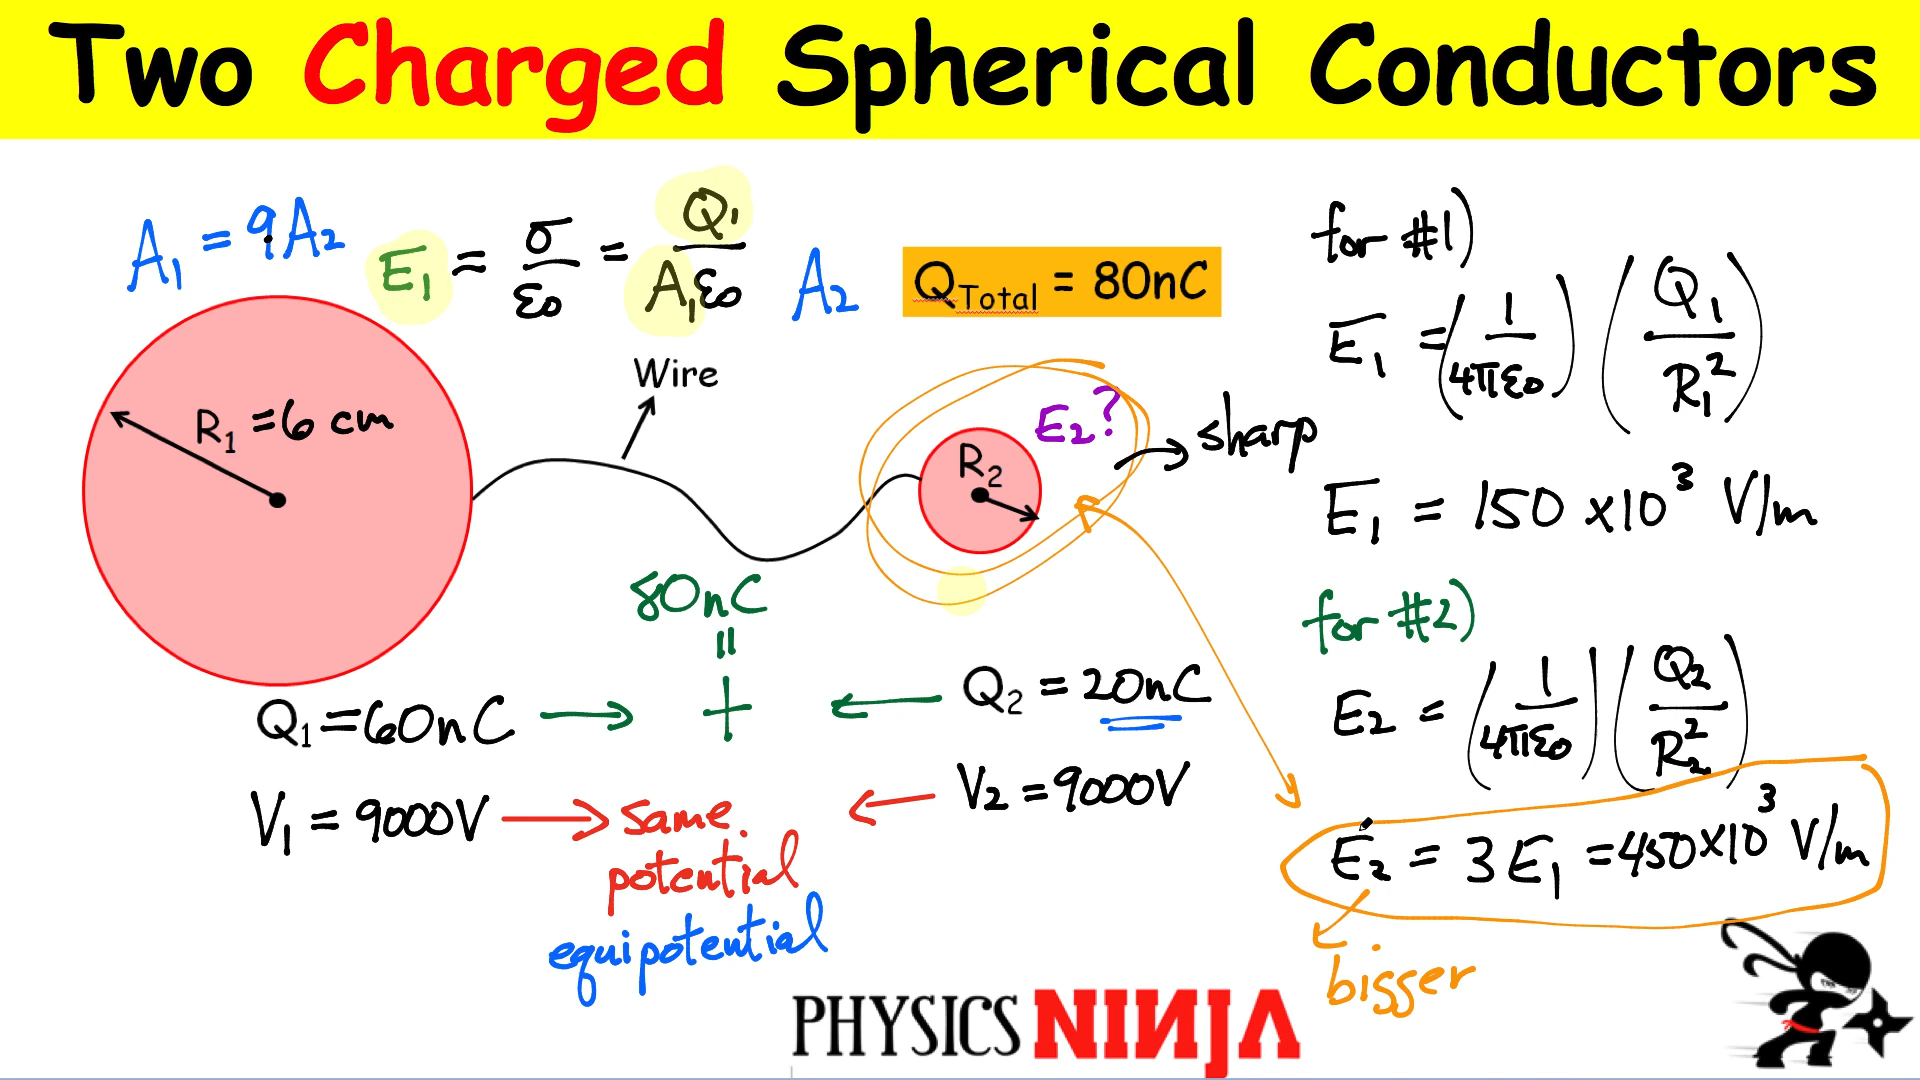 Two Charged Spherical Conductors
A₁ = 9A₂
E₁ = σ/ε₀ = Q₁/A₁ε₀
A₂
Q_Total = 80nC
Wire
R₁ = 6 cm
R₂
E₂?
→ sharp
80nC
=
+
Q₁ = 60nC →
← Q₂ = 20nC
V₁ = 9000V → same potential
← V₂ = 9000V
equipotential
for #1)
E₁ = (1/4πε₀) (Q₁/R₁²)
E₁ = 150 x10³ V/m
for #2)
E₂ = (1/4πε₀) (Q₂/R₂²)
E₂ = 3E₁ = 450x10³ V/m
bigger
PHYSICS NINJA